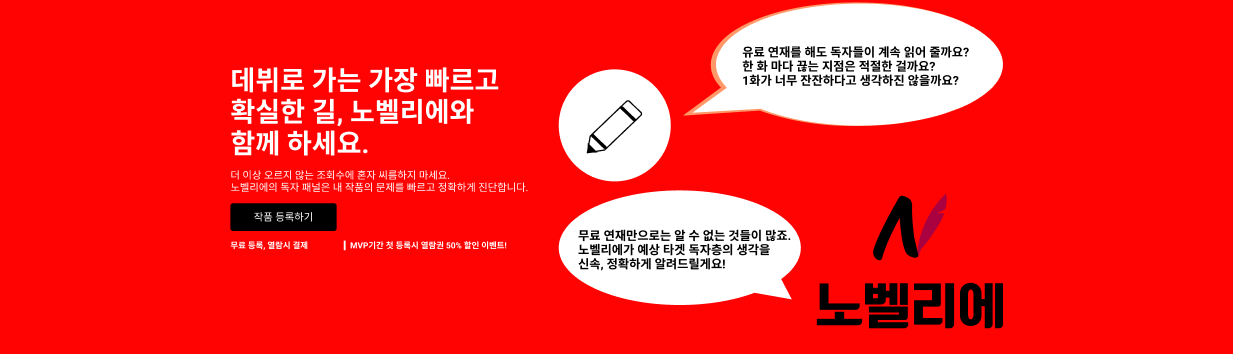 데뷔로 가는 가장 빠르고
확실한 길, 노벨리에와
함께 하세요.
더 이상 오르지 않는 조회수에 혼자 씨름하지 마세요.
노벨리에의 독자 패널은 내 작품의 문제를 빠르고 정확하게 진단합니다.
작품 등록하기
무료 등록, 열람시 결제
MVP기간 첫 등록시 열람권 50% 할인 이벤트!
유료 연재를 해도 독자들이 계속 읽어 줄까요?
한 화 마다 끊는 지점은 적절한 걸까요?
1화가 너무 잔잔하다고 생각하진 않을까요?
무료 연재만으로는 알 수 없는 것들이 많죠.
노벨리에가 예상 타겟 독자층의 생각을
신속, 정확하게 알려드릴게요!
노벨리에